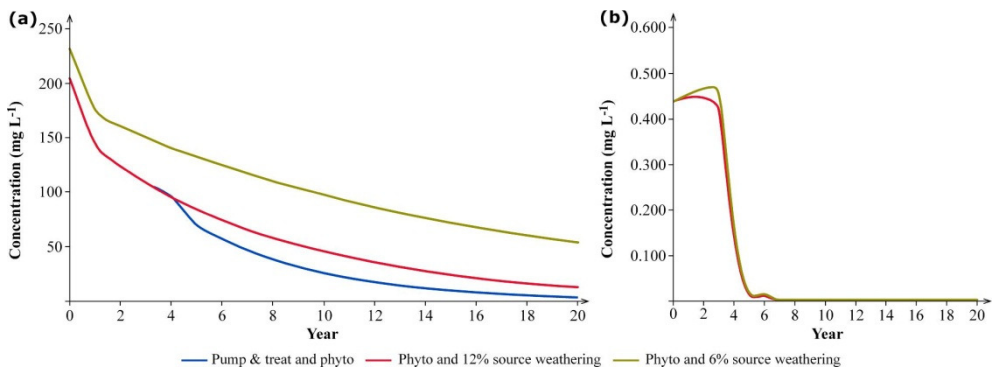 (a)
Concentration (mg L-1)
250
200
150
100
50
0 2 4 6 8 10 12 14 16 18 20
Year
(b)
Concentration (mg L-1)
0.600
0.500
0.400
0.300
0.200
0.100
0 2 4 6 8 10 12 14 16 18 20
Year
Pump & treat and phyto Phyto and 12% source weathering Phyto and 6% source weathering